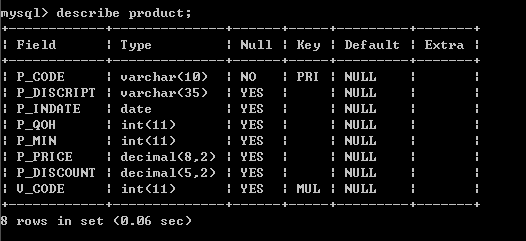 mysql> describe product;
+------------+--------------+------+-----+---------+-------+
| Field      | Type         | Null | Key | Default | Extra |
+------------+--------------+------+-----+---------+-------+
| P_CODE     | varchar(10)  | NO   | PRI | NULL    |       |
| P_DISCRIPT | varchar(35)  | YES  |     | NULL    |       |
| P_INDATE   | date         | YES  |     | NULL    |       |
| P_QOH      | int(11)      | YES  |     | NULL    |       |
| P_MIN      | int(11)      | YES  |     | NULL    |       |
| P_PRICE    | decimal(8,2) | YES  |     | NULL    |       |
| P_DISCOUNT | decimal(5,2) | YES  |     | NULL    |       |
| V_CODE     | int(11)      | YES  | MUL | NULL    |       |
+------------+--------------+------+-----+---------+-------+
8 rows in set (0.06 sec)